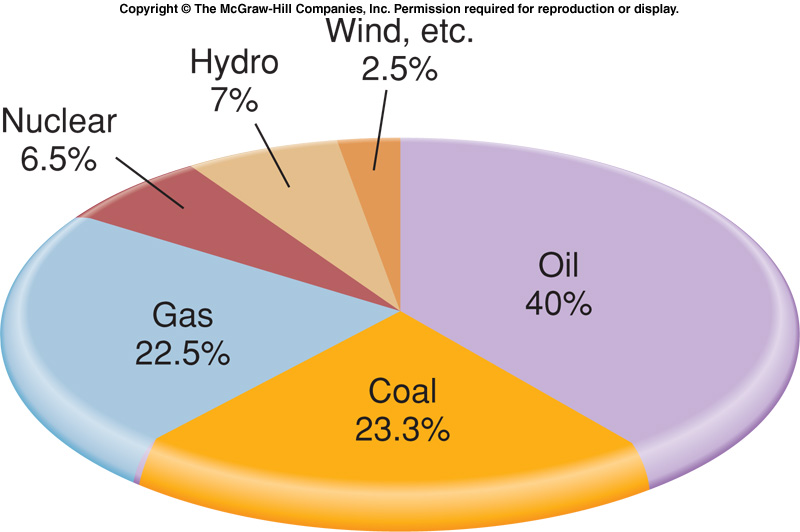 Copyright © The McGraw-Hill Companies, Inc. Permission required for reproduction or display.
Wind, etc.
2.5%
Hydro
7%
Nuclear
6.5%
Oil
40%
Gas
22.5%
Coal
23.3%